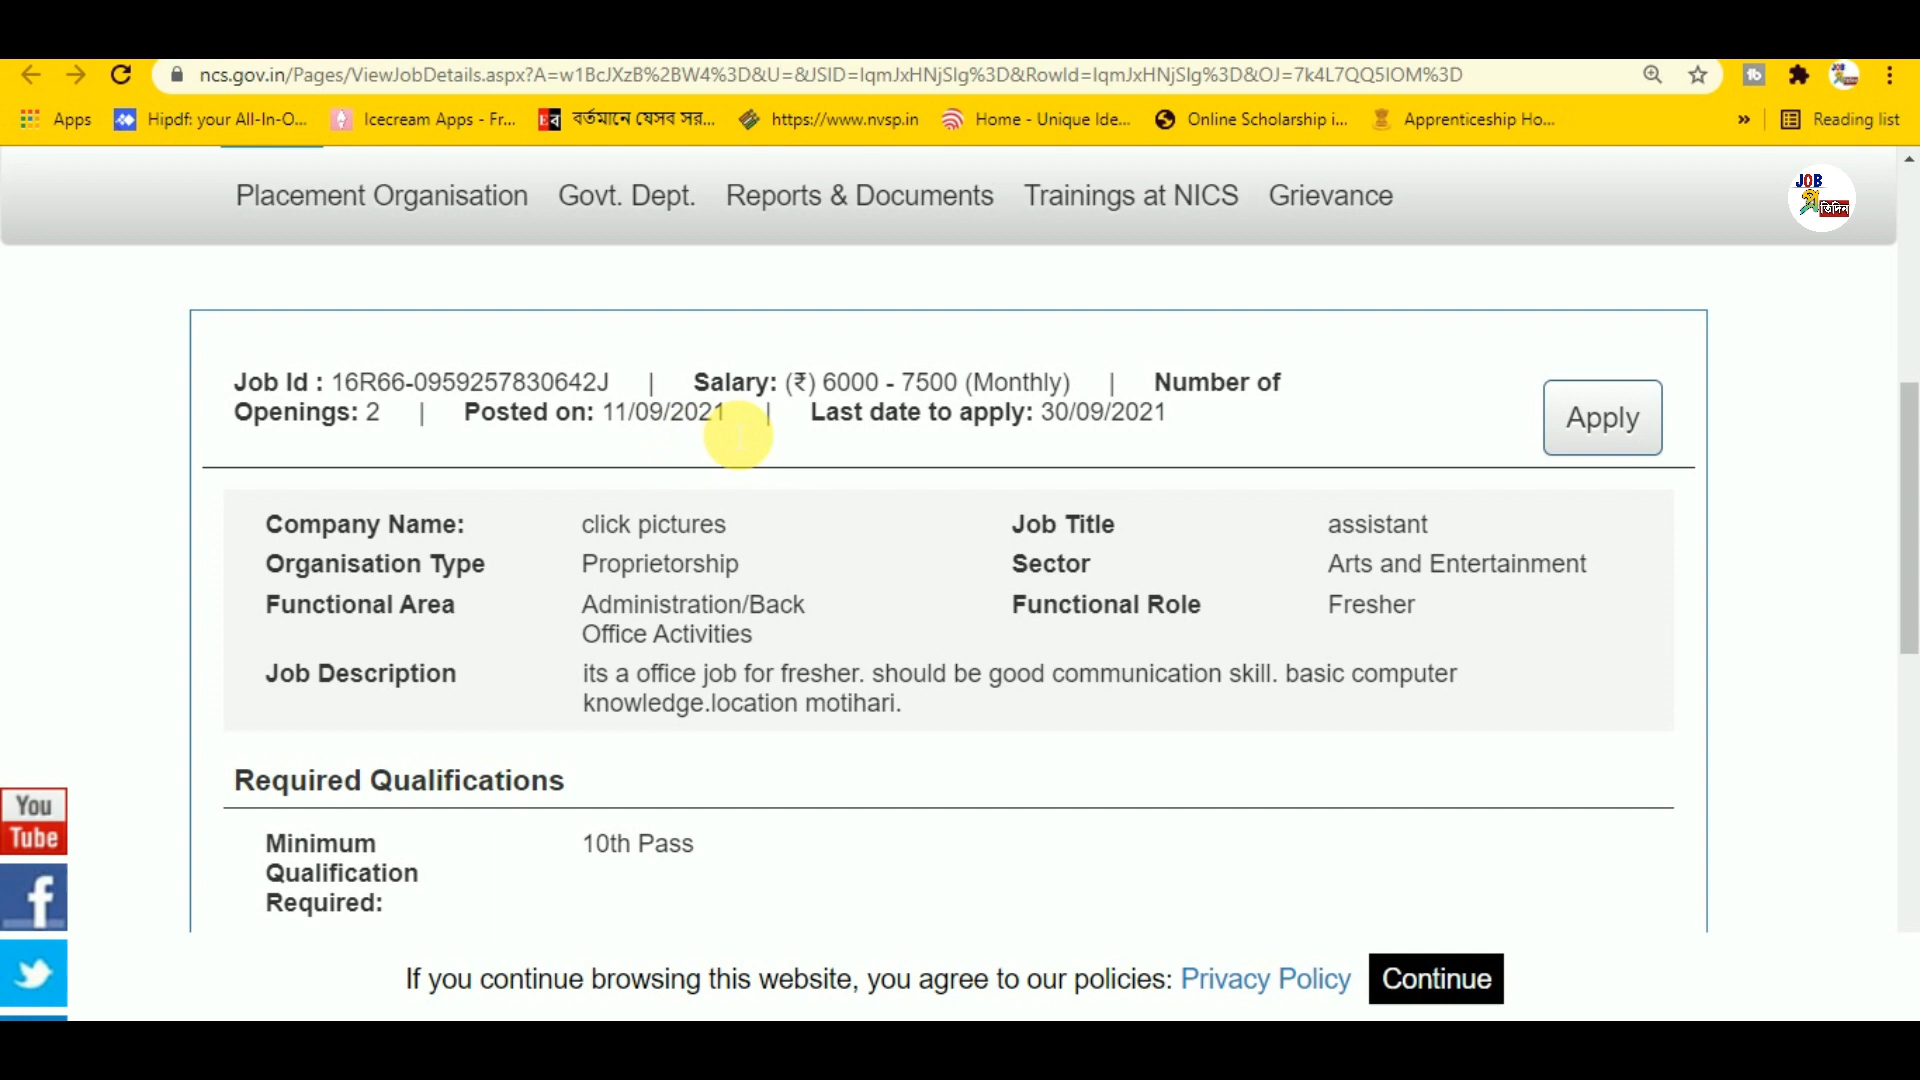 ncs.gov.in/Pages/ViewJobDetails.aspx?A=w1BcJXzB%2BW4%3D&U=&JSID=IqmJxHNjSIg%3D&RowId=IqmJxHNjSIg%3D&OJ=7k4L7QQ5IOM%3D
Apps Hipdf: your All-In-O... Icecream Apps - Fr... বর্তমানে যেসব সর... https://www.nvsp.in Home - Unique Ide... Online Scholarship i... Apprenticeship Ho... » Reading list
Placement Organisation Govt. Dept. Reports & Documents Trainings at NICS Grievance
JOB
প্রতিদিন
Job Id : 16R66-0959257830642J | Salary: (₹) 6000 - 7500 (Monthly) | Number of
Openings: 2 | Posted on: 11/09/2021 | Last date to apply: 30/09/2021
Apply
Company Name: click pictures Job Title assistant
Organisation Type Proprietorship Sector Arts and Entertainment
Functional Area Administration/Back Functional Role Fresher
Office Activities
Job Description its a office job for fresher. should be good communication skill. basic computer
knowledge.location motihari.
Required Qualifications
Minimum 10th Pass
Qualification
Required:
You
Tube
f
If you continue browsing this website, you agree to our policies: Privacy Policy Continue